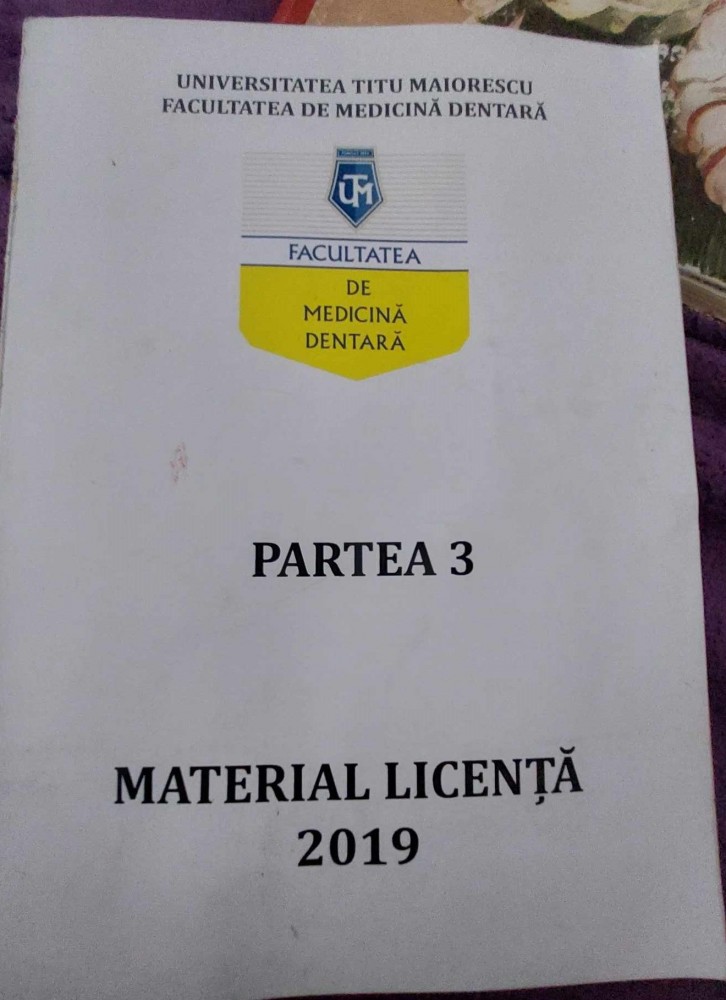 UNIVERSITATEA TITU MAIORESCU
FACULTATEA DE MEDICINĂ DENTARĂ
UTM
FACULTATEA
DE
MEDICINĂ
DENTARĂ
PARTEA 3
MATERIAL LICENȚĂ
2019